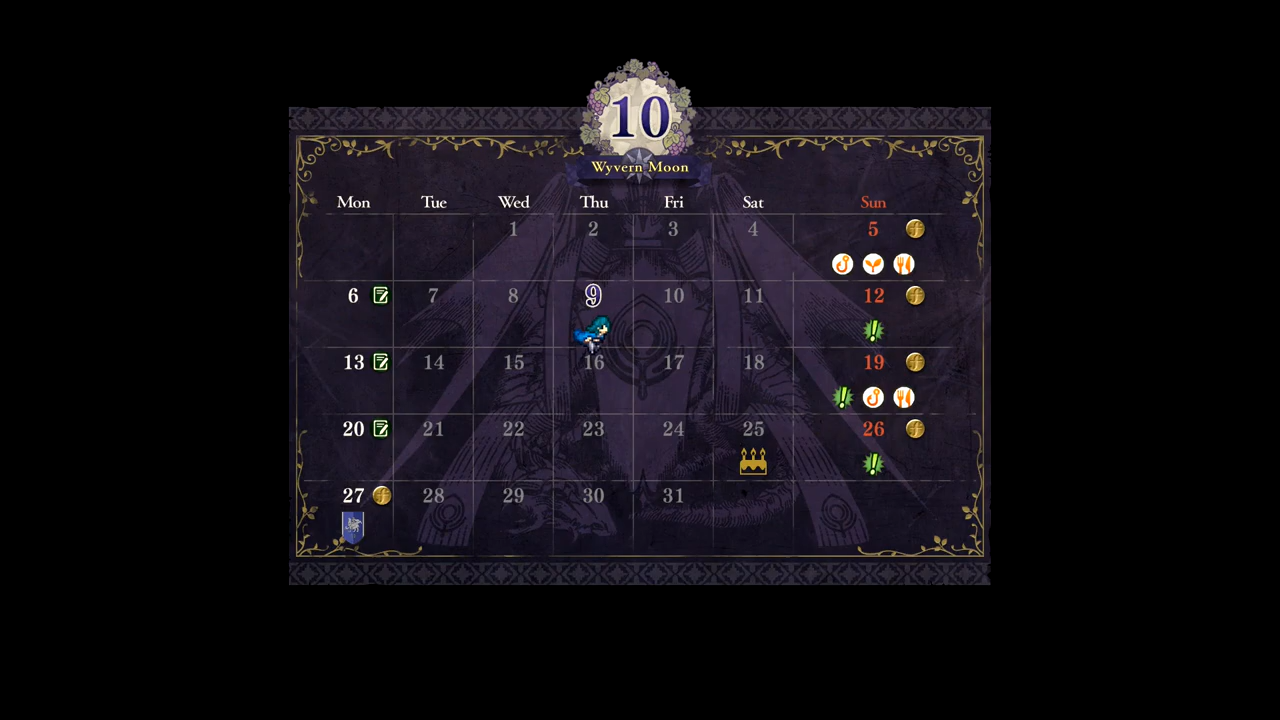 10
Wyvern Moon
Mon Tue Wed Thu Fri Sat Sun
1 2 3 4 5
6 7 8 9 10 11 12
13 14 15 16 17 18 19
20 21 22 23 24 25 26
27 28 29 30 31